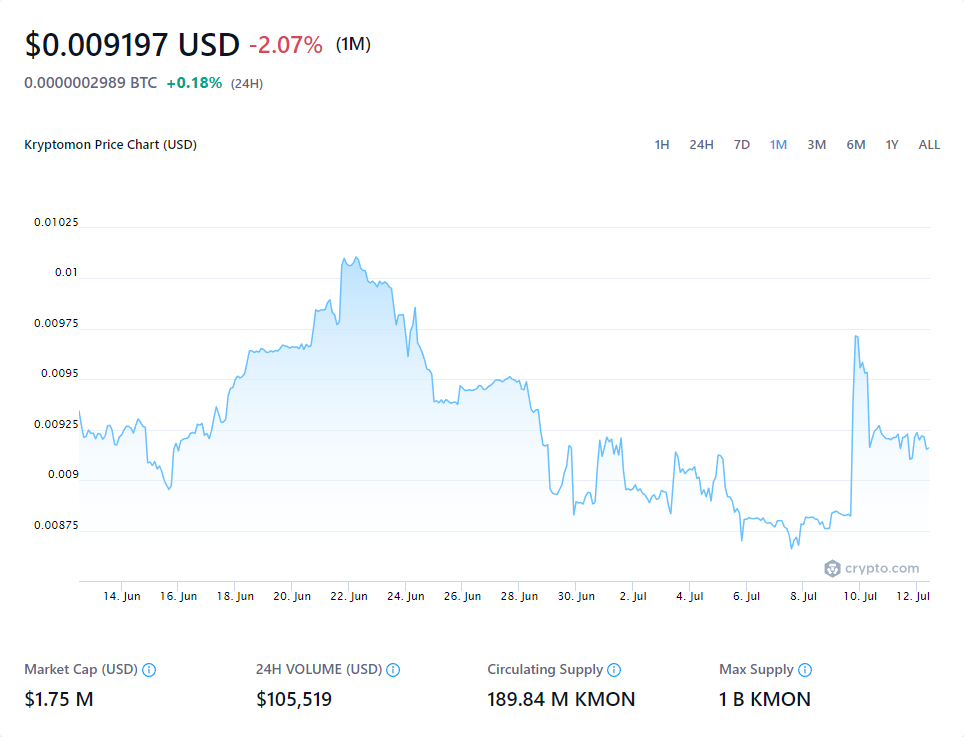 $0.009197 USD -2.07% (1M)
0.0000002989 BTC +0.18% (24H)
Kryptomon Price Chart (USD) 1H 24H 7D 1M 3M 6M 1Y ALL
0.01025
0.01
0.00975
0.0095
0.00925
0.009
0.00875
crypto.com
14. Jun 16. Jun 18. Jun 20. Jun 22. Jun 24. Jun 26. Jun 28. Jun 30. Jun 2. Jul 4. Jul 6. Jul 8. Jul 10. Jul 12. Jul
Market Cap (USD) 24H VOLUME (USD) Circulating Supply Max Supply
$1.75 M $105,519 189.84 M KMON 1 B KMON